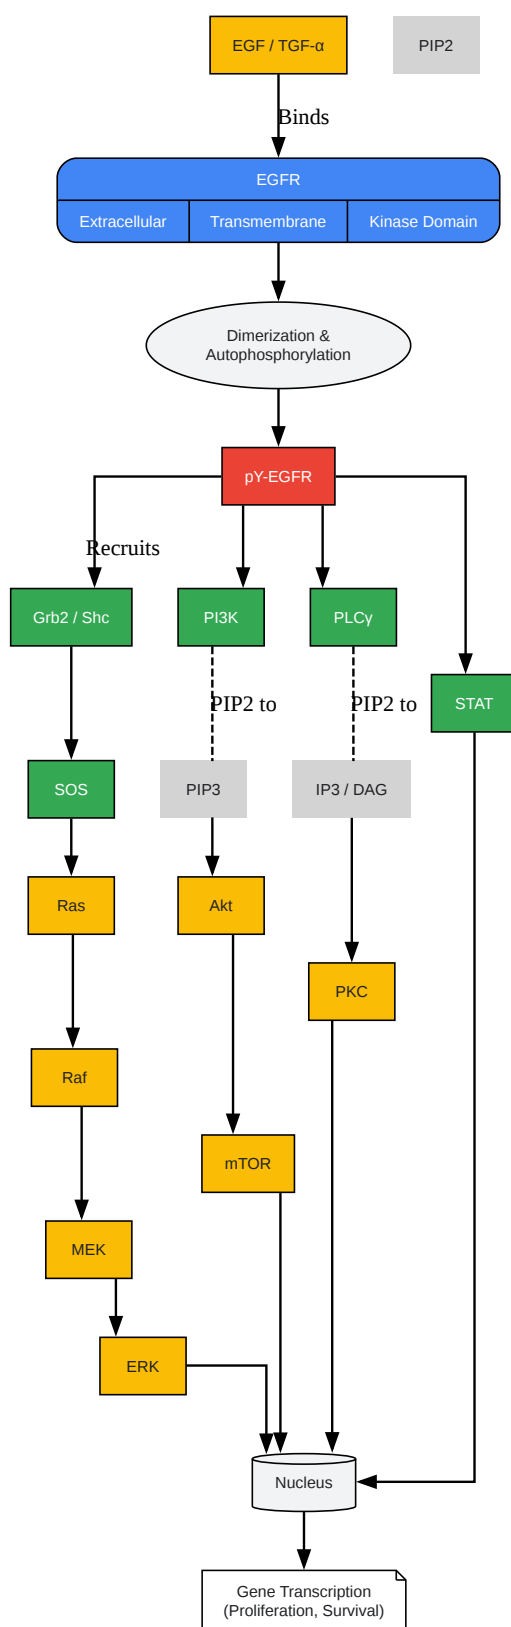 EGF / TGF-α
PIP2
Binds
EGFR
Extracellular
Transmembrane
Kinase Domain
Dimerization &
Autophosphorylation
pY-EGFR
Recruits
Grb2 / Shc
PI3K
PLCγ
STAT
PIP2 to
PIP2 to
SOS
PIP3
IP3 / DAG
Ras
Akt
PKC
Raf
mTOR
MEK
ERK
Nucleus
Gene Transcription
(Proliferation, Survival)